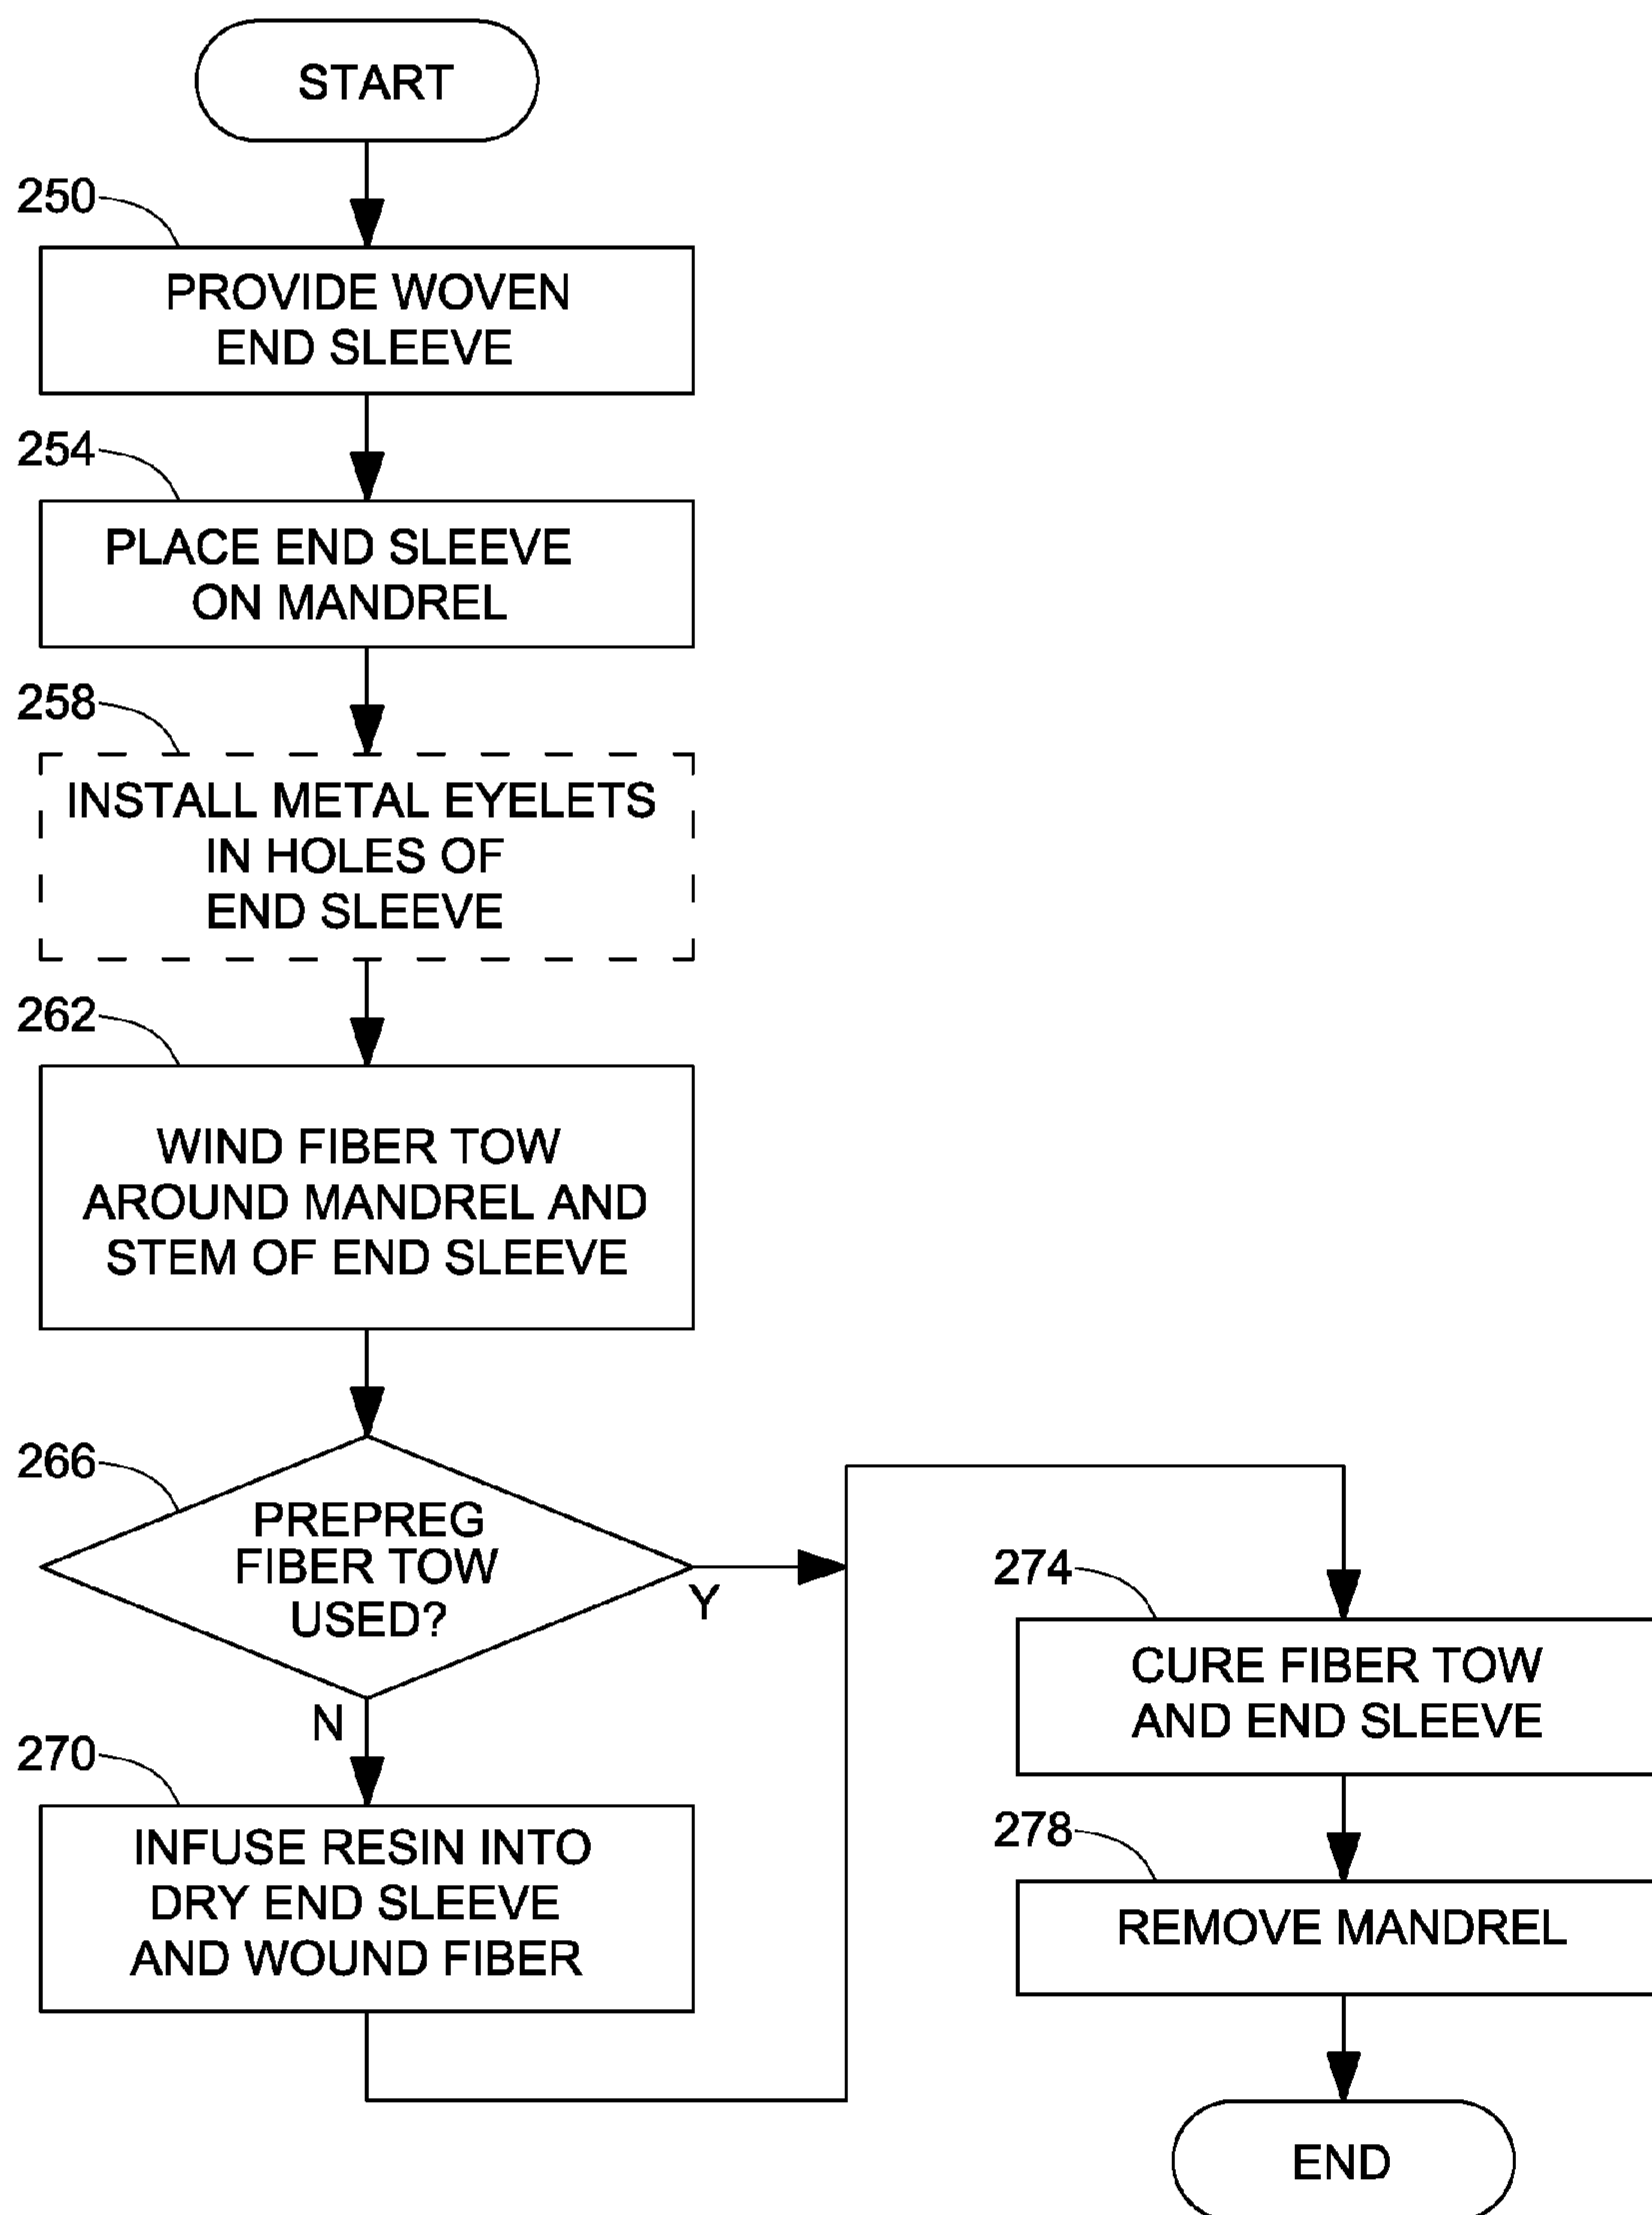 START
250
PROVIDE WOVEN
END SLEEVE
254
PLACE END SLEEVE
ON MANDREL
258
INSTALL METAL EYELETS
IN HOLES OF
END SLEEVE
262
WIND FIBER TOW
AROUND MANDREL AND
STEM OF END SLEEVE
266
PREPREG
FIBER TOW
USED?
Y
N
270
INFUSE RESIN INTO
DRY END SLEEVE
AND WOUND FIBER
274
CURE FIBER TOW
AND END SLEEVE
278
REMOVE MANDREL
END